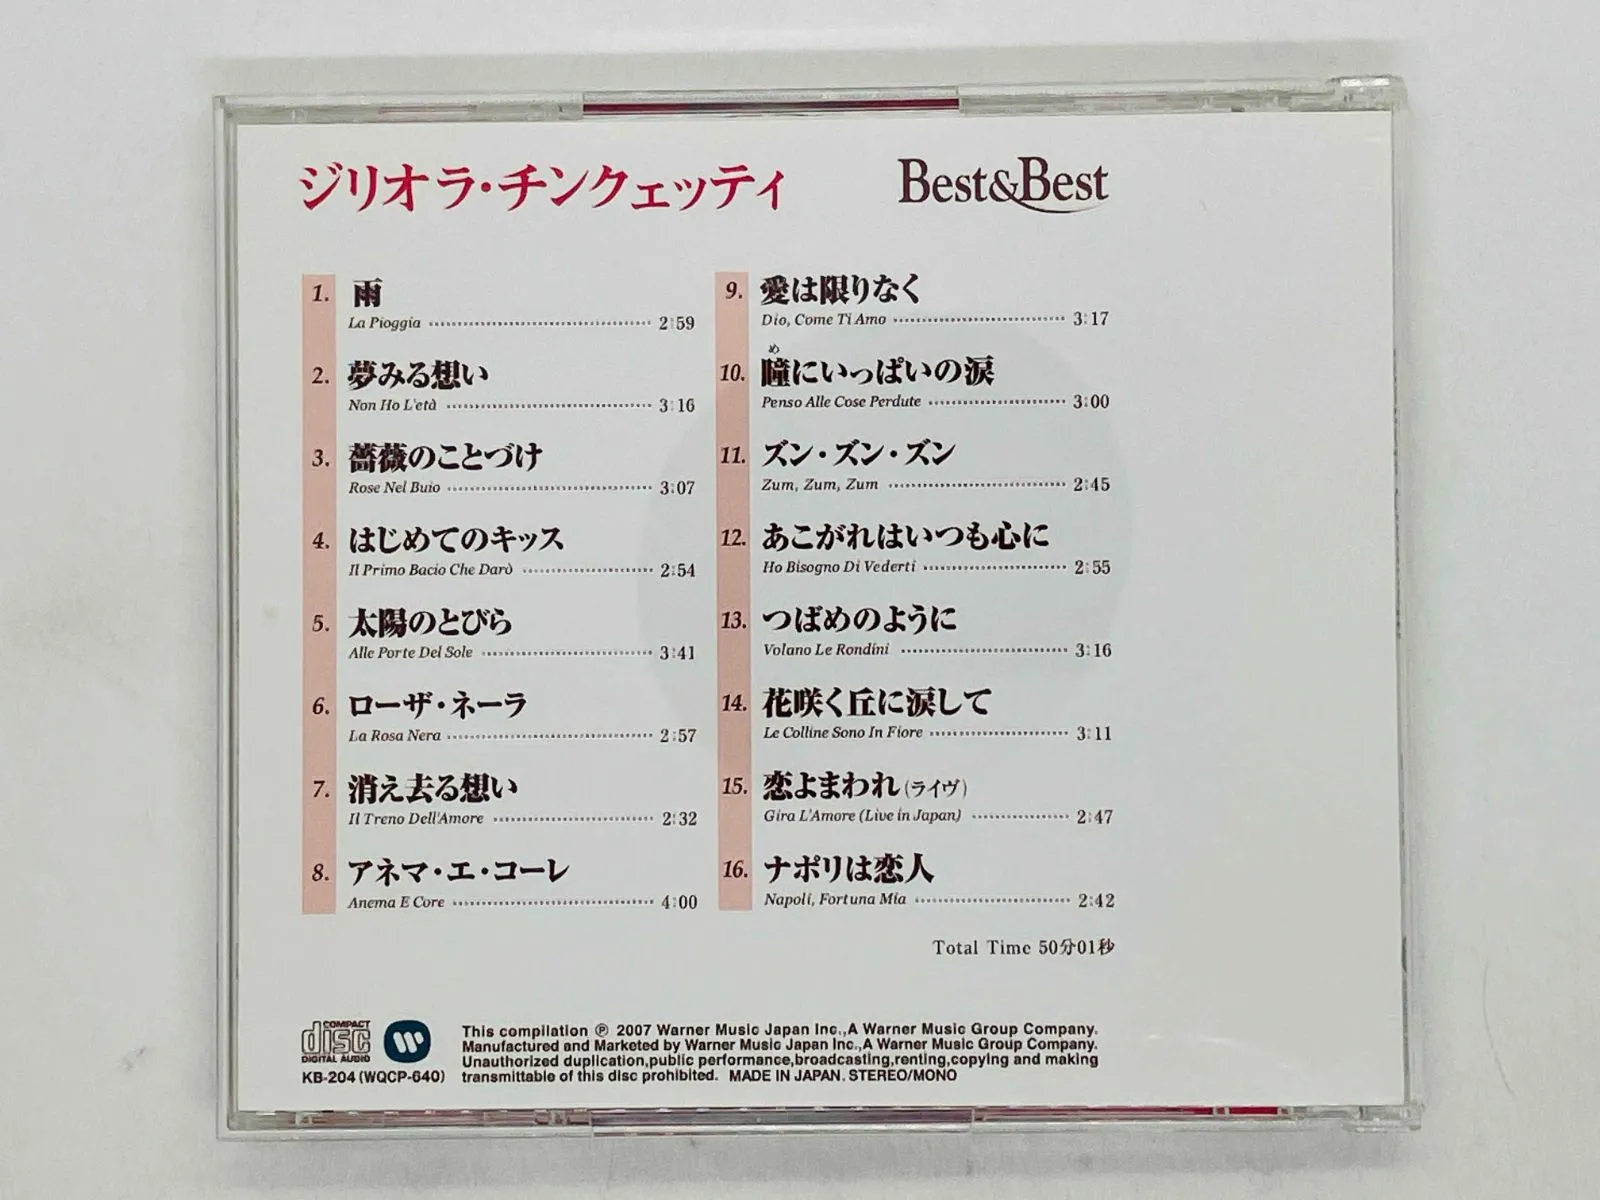 ジリオラ・チンクェッティ
Best&Best
1. 雨
La Pioggia 2:59
2. 夢みる想い
Non Ho L'età 3:16
3. 薔薇のことづけ
Rose Nel Buio 3:07
4. はじめてのキッス
Il Primo Bacio Che Darò 2:54
5. 太陽のとびら
Alle Porte Del Sole 3:41
6. ローザ・ネーラ
La Rosa Nera 2:57
7. 消え去る想い
Il Treno Dell'Amore 2:32
8. アネマ・エ・コーレ
Anema E Core 4:00
9. 愛は限りなく
Dio, Come Ti Amo 3:17
め
10. 瞳にいっぱいの涙
Penso Alle Cose Perdute 3:00
11. ズン・ズン・ズン
Zum, Zum, Zum 2:45
12. あこがれはいつも心に
Ho Bisogno Di Vederti 2:55
13. つばめのように
Volano Le Rondini 3:16
14. 花咲く丘に涙して
Le Colline Sono In Fiore 3:11
15. 恋よまわれ (ライヴ)
Gira L'Amore (Live in Japan) 2:47
16. ナポリは恋人
Napoli, Fortuna Mia 2:42
Total Time 50分01秒
COMPACT
disc
DIGITAL AUDIO
KB-204 (WQCP-640)
This compilation ℗ 2007 Warner Music Japan Inc.,A Warner Music Group Company.
Manufactured and Marketed by Warner Music Japan Inc.,A Warner Music Group Company.
Unauthorized duplication,public performance,broadcasting,renting,copying and making
transmittable of this disc prohibited. MADE IN JAPAN. STEREO/MONO